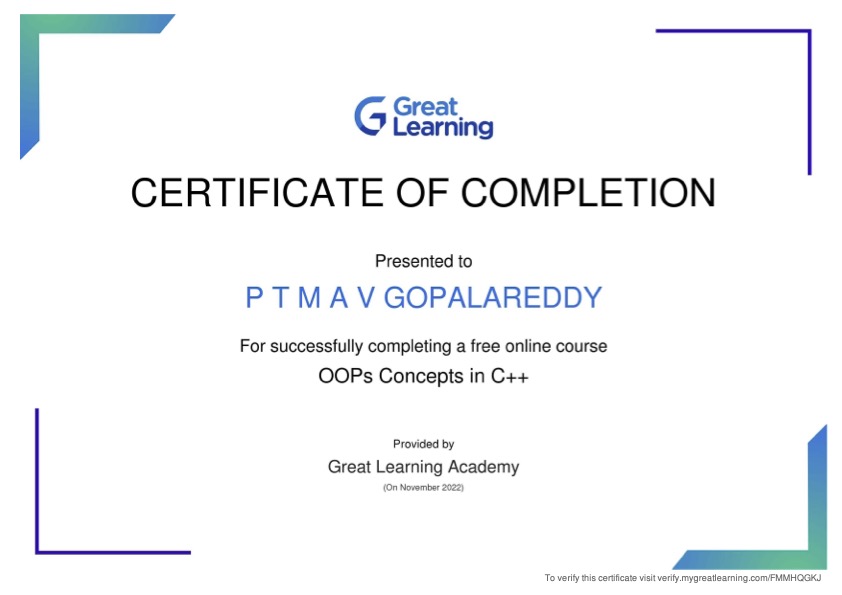 Great
Learning
CERTIFICATE OF COMPLETION
Presented to
P T M A V GOPALAREDDY
For successfully completing a free online course
OOPs Concepts in C++
Provided by
Great Learning Academy
(On November 2022)
To verify this certificate visit verify.mygreatlearning.com/FMMHQGKJ